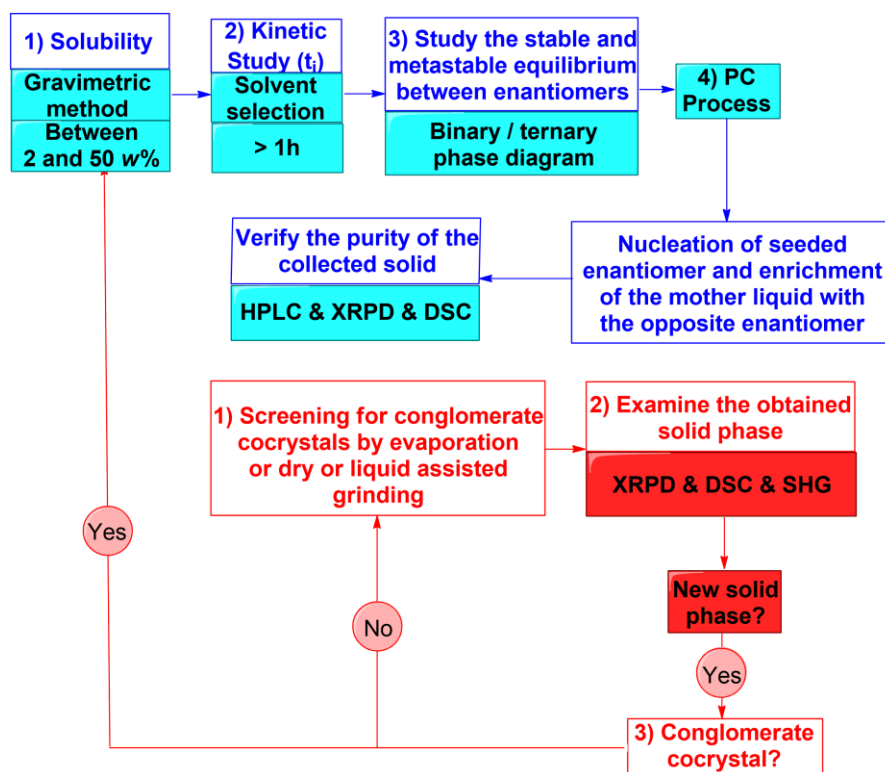 1) Solubility
Gravimetric
method
Between
2 and 50 w%
2) Kinetic
Study (ti)
Solvent
selection
> 1h
3) Study the stable and
metastable equilibrium
between enantiomers
Binary / ternary
phase diagram
4) PC
Process
Nucleation of seeded
enantiomer and enrichment
of the mother liquid with
the opposite enantiomer
Verify the purity of the
collected solid
HPLC & XRPD & DSC
1) Screening for conglomerate
cocrystals by evaporation
or dry or liquid assisted
grinding
2) Examine the obtained
solid phase
XRPD & DSC & SHG
New solid
phase?
Yes
3) Conglomerate
cocrystal?
No
Yes